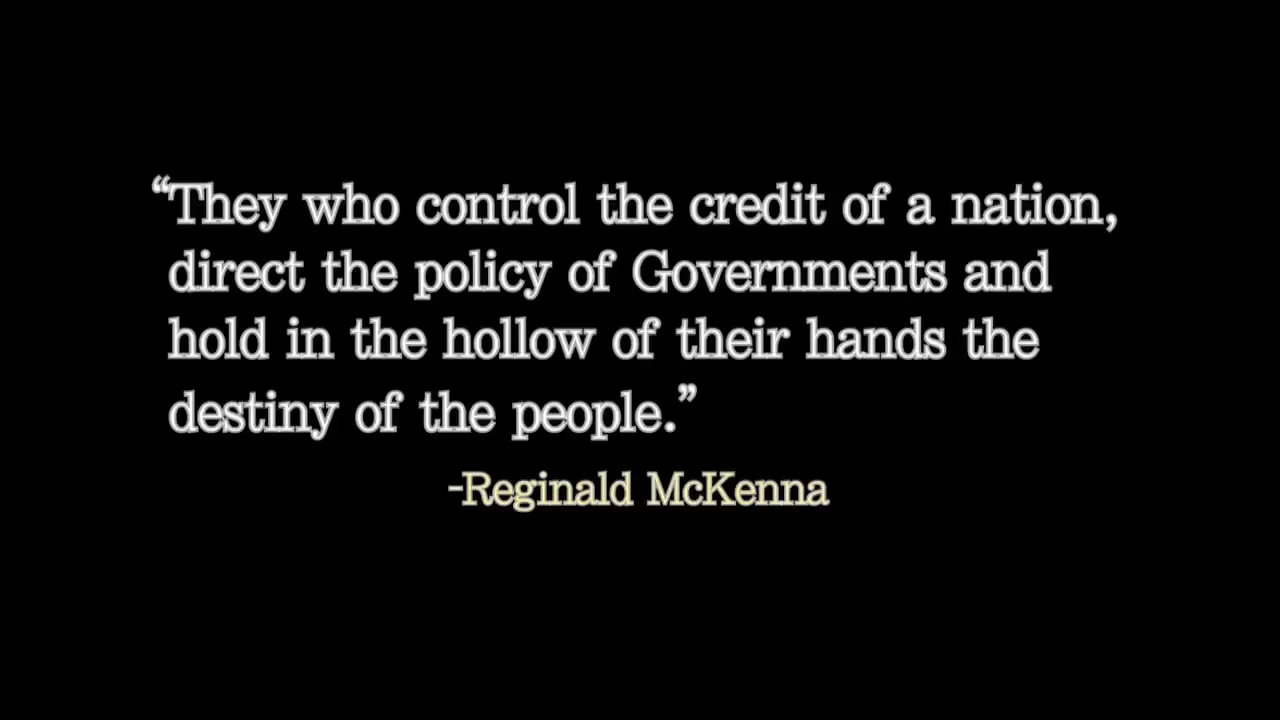 “They who control the credit of a nation,
direct the policy of Governments and
hold in the hollow of their hands the
destiny of the people.”
-Reginald McKenna